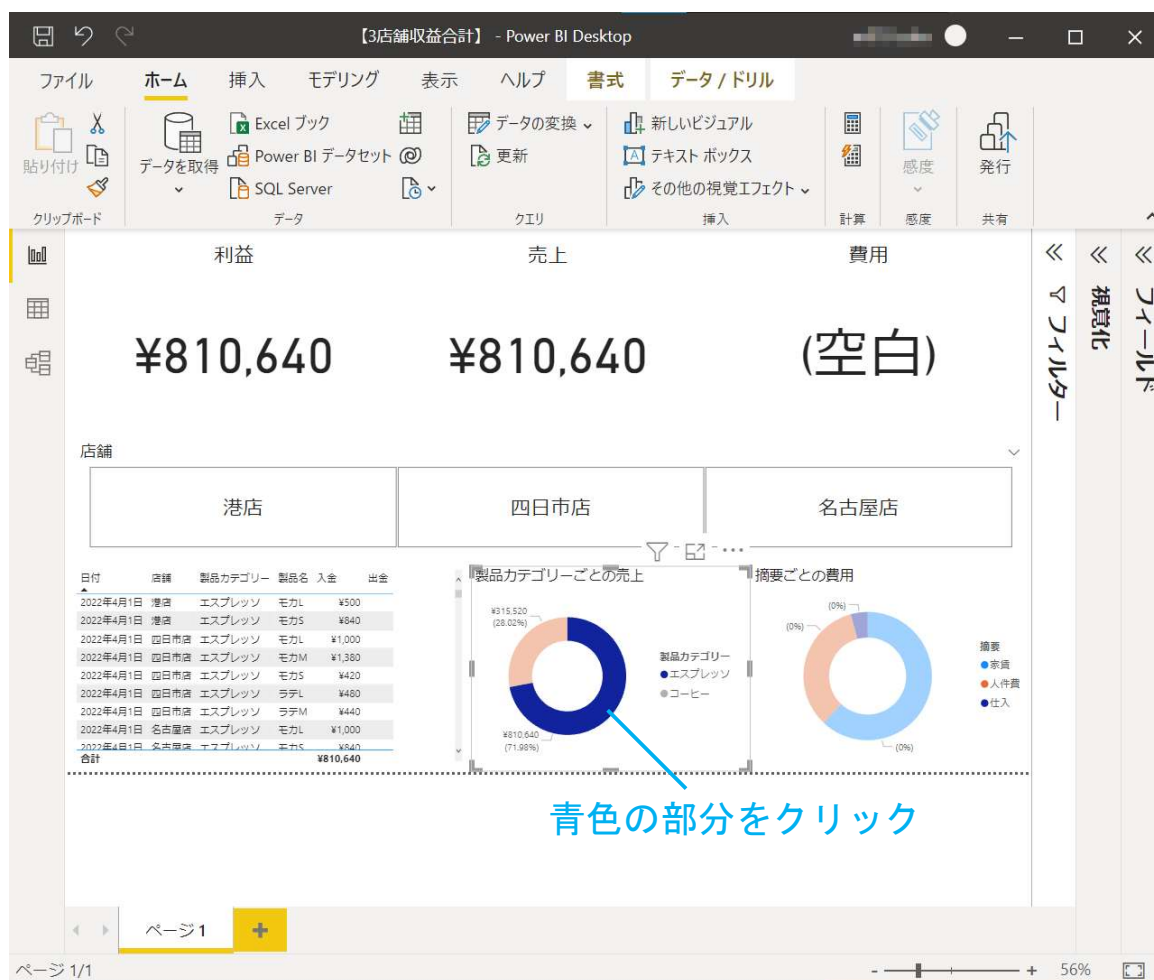 【3店舗収益合計】 - Power BI Desktop
ファイル ホーム 挿入 モデリング 表示 ヘルプ 書式 データ / ドリル
貼り付け
クリップボード
データを取得
Excel ブック
Power BI データセット
SQL Server
データ
データの変換
更新
クエリ
新しいビジュアル
テキスト ボックス
その他の視覚エフェクト
挿入
計算
感度
感度
発行
共有
利益 売上 費用
¥810,640 ¥810,640 (空白)
フィルター
視覚化
フィールド
店舗
港店 四日市店 名古屋店
日付 店舗 製品カテゴリー 製品名 入金 出金
2022年4月1日 港店 エスプレッソ モカL ¥500
2022年4月1日 港店 エスプレッソ モカS ¥840
2022年4月1日 四日市店 エスプレッソ モカL ¥1,000
2022年4月1日 四日市店 エスプレッソ モカM ¥1,380
2022年4月1日 四日市店 エスプレッソ モカS ¥420
2022年4月1日 四日市店 エスプレッソ ラテL ¥480
2022年4月1日 四日市店 エスプレッソ ラテM ¥440
2022年4月1日 名古屋店 エスプレッソ モカL ¥1,000
2022年4月1日 名古屋店 エスプレッソ モカS ¥840
合計 ¥810,640
製品カテゴリーごとの売上
¥315,520
(28.02%)
¥810,640
(71.98%)
製品カテゴリー
エスプレッソ
コーヒー
摘要ごとの費用
(0%)
(0%)
(0%)
摘要
家賃
人件費
仕入
青色の部分をクリック
ページ 1
ページ 1/1
- + 56%